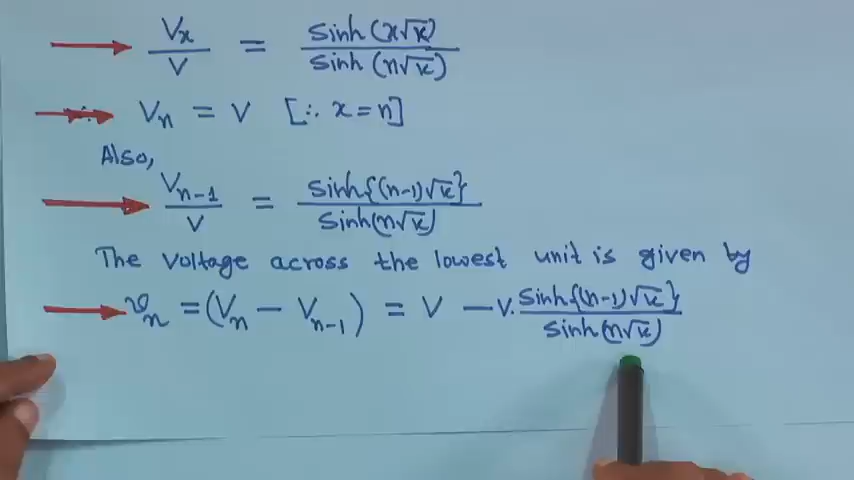 Vx/V = sinh(x√k)/sinh(n√k)
Vn = V [∴ x = n]
Also,
Vn-1/V = sinh{(n-1)√k}/sinh(n√k)
The voltage across the lowest unit is given by
vn = (Vn − Vn-1) = V − V. sinh{(n-1)√k}/sinh(n√k)